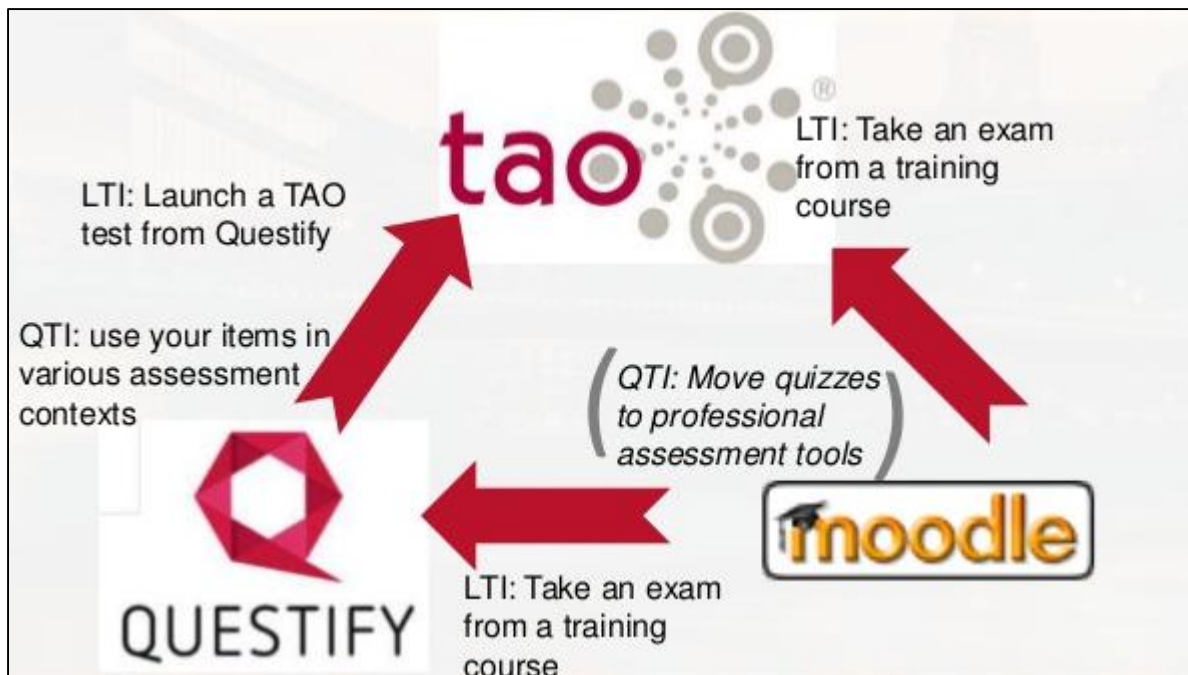 tao
®
LTI: Take an exam
from a training
course
LTI: Launch a TAO
test from Questify
QTI: use your items in
various assessment
contexts
(QTI: Move quizzes
to professional
assessment tools)
moodle
QUESTIFY
LTI: Take an exam
from a training
course